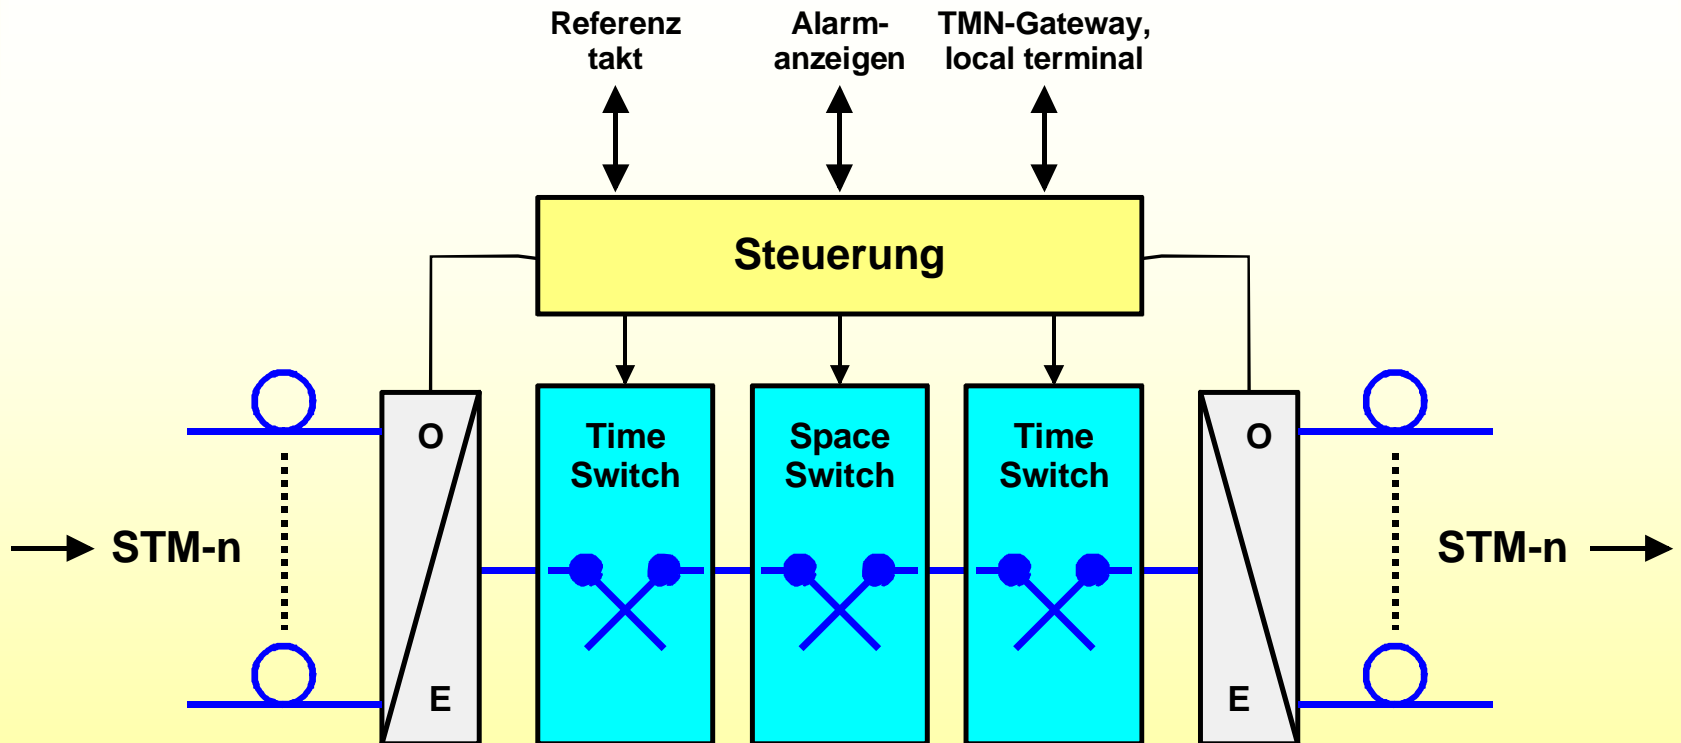 Referenz
takt
Alarm-
anzeigen
TMN-Gateway,
local terminal
Steuerung
O
E
Time
Switch
Space
Switch
Time
Switch
O
E
STM-n
STM-n